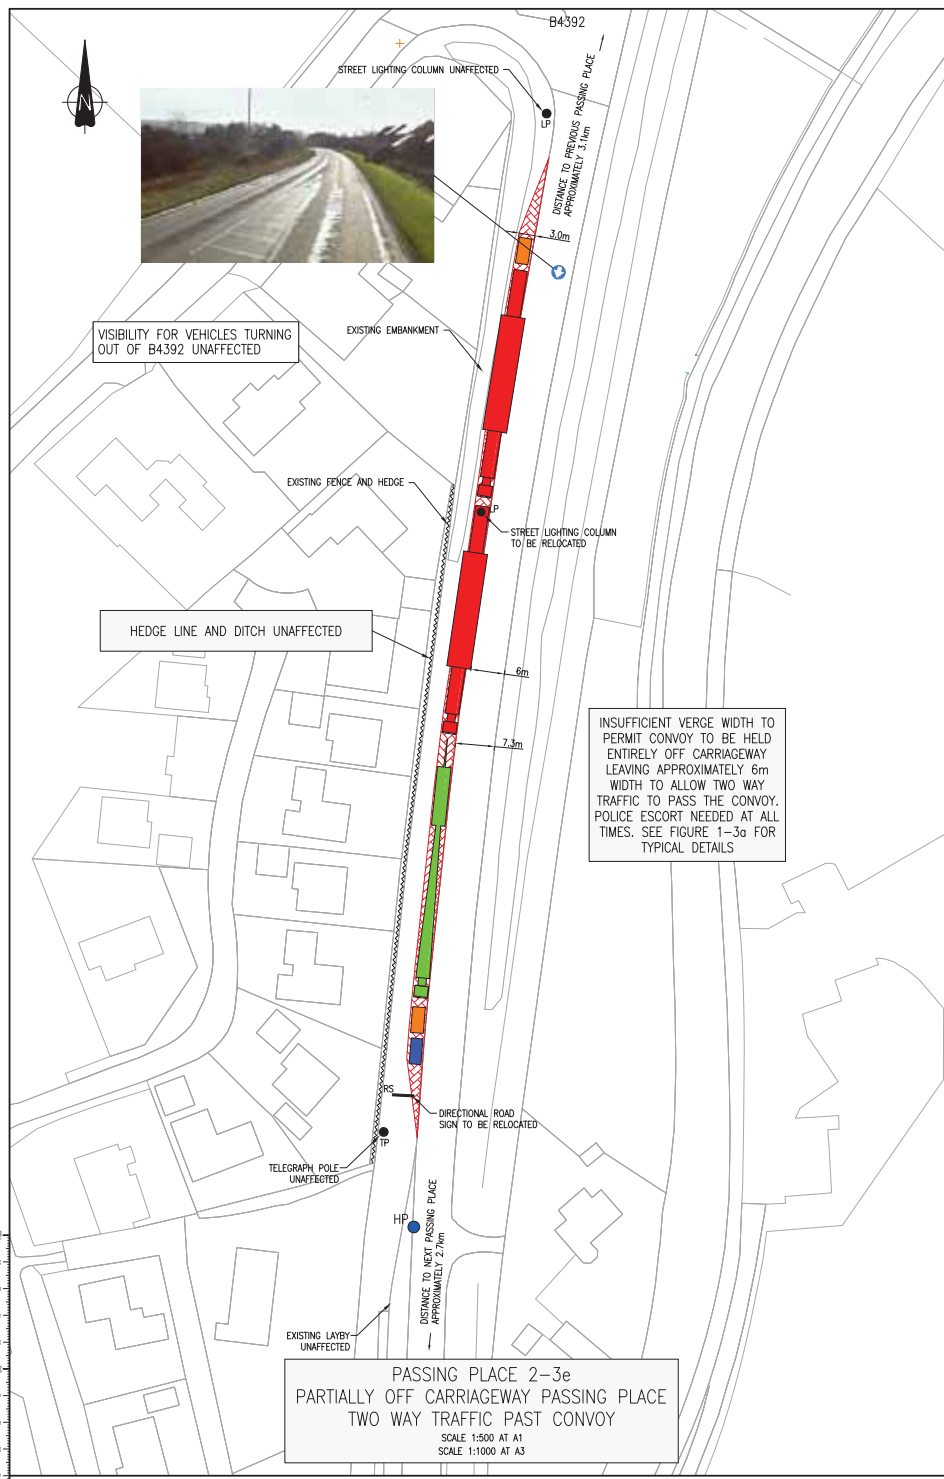 B4392
STREET LIGHTING COLUMN UNAFFECTED
LP
DISTANCE TO PREVIOUS PASSING PLACE
APPROXIMATELY 3.1km
N
3.0m
VISIBILITY FOR VEHICLES TURNING
OUT OF B4392 UNAFFECTED
EXISTING EMBANKMENT
EXISTING FENCE AND HEDGE
LP
STREET LIGHTING COLUMN
TO BE RELOCATED
HEDGE LINE AND DITCH UNAFFECTED
6m
7.3m
INSUFFICIENT VERGE WIDTH TO
PERMIT CONVOY TO BE HELD
ENTIRELY OFF CARRIAGEWAY
LEAVING APPROXIMATELY 6m
WIDTH TO ALLOW TWO WAY
TRAFFIC TO PASS THE CONVOY.
POLICE ESCORT NEEDED AT ALL
TIMES. SEE FIGURE 1-3a FOR
TYPICAL DETAILS
RS
DIRECTIONAL ROAD
SIGN TO BE RELOCATED
TP
TELEGRAPH POLE
UNAFFECTED
HP
DISTANCE TO NEXT PASSING PLACE
APPROXIMATELY 2.7km
EXISTING LAYBY
UNAFFECTED
PASSING PLACE 2-3e
PARTIALLY OFF CARRIAGEWAY PASSING PLACE
TWO WAY TRAFFIC PAST CONVOY
SCALE 1:500 AT A1
SCALE 1:1000 AT A3